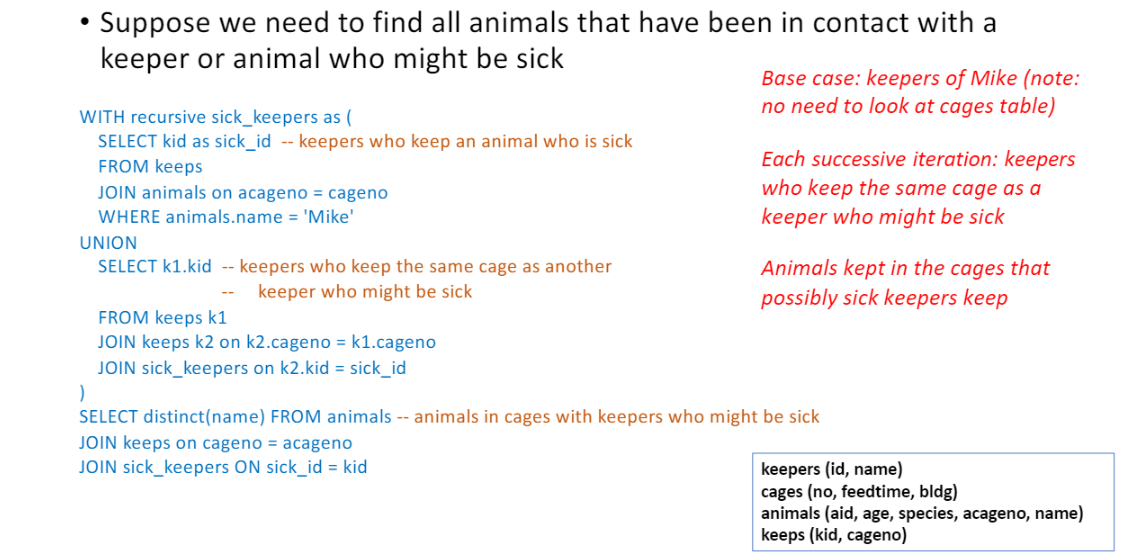 • Suppose we need to find all animals that have been in contact with a
keeper or animal who might be sick
WITH recursive sick_keepers as (
SELECT kid as sick_id -- keepers who keep an animal who is sick
FROM keeps
JOIN animals on acageno = cageno
WHERE animals.name = 'Mike'
UNION
SELECT k1.kid -- keepers who keep the same cage as another
-- keeper who might be sick
FROM keeps k1
JOIN keeps k2 on k2.cageno = k1.cageno
JOIN sick_keepers on k2.kid = sick_id
)
SELECT distinct(name) FROM animals -- animals in cages with keepers who might be sick
JOIN keeps on cageno = acageno
JOIN sick_keepers ON sick_id = kid
Base case: keepers of Mike (note:
no need to look at cages table)
Each successive iteration: keepers
who keep the same cage as a
keeper who might be sick
Animals kept in the cages that
possibly sick keepers keep
keepers (id, name)
cages (no, feedtime, bldg)
animals (aid, age, species, acageno, name)
keeps (kid, cageno)